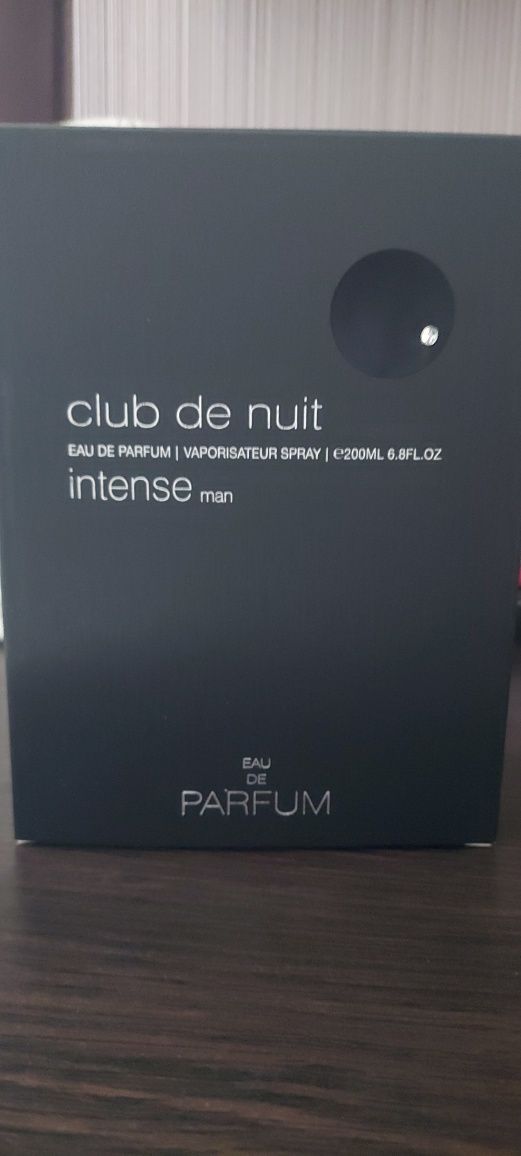 club de nuit
EAU DE PARFUM | VAPORISATEUR SPRAY | ℮200ML 6.8FL.OZ
intense man
EAU
DE
PARFUM